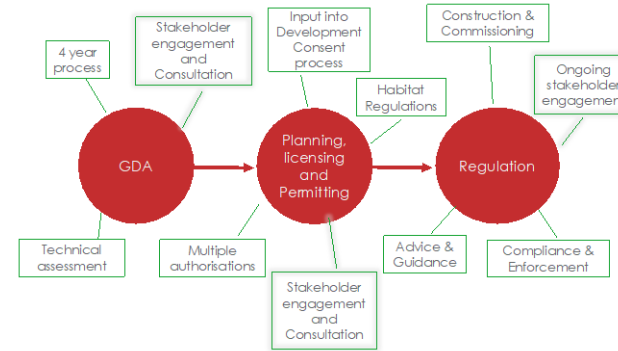 4 year
process
Stakeholder
engagement
and
Consultation
GDA
Technical
assessment
Input into
Development
Consent
process
Habitat
Regulations
Planning,
licensing
and
Permitting
Multiple
authorisations
Stakeholder
engagement
and
Consultation
Construction &
Commissioning
Ongoing
stakeholder
engagemen
Regulation
Advice &
Guidance
Compliance &
Enforcement